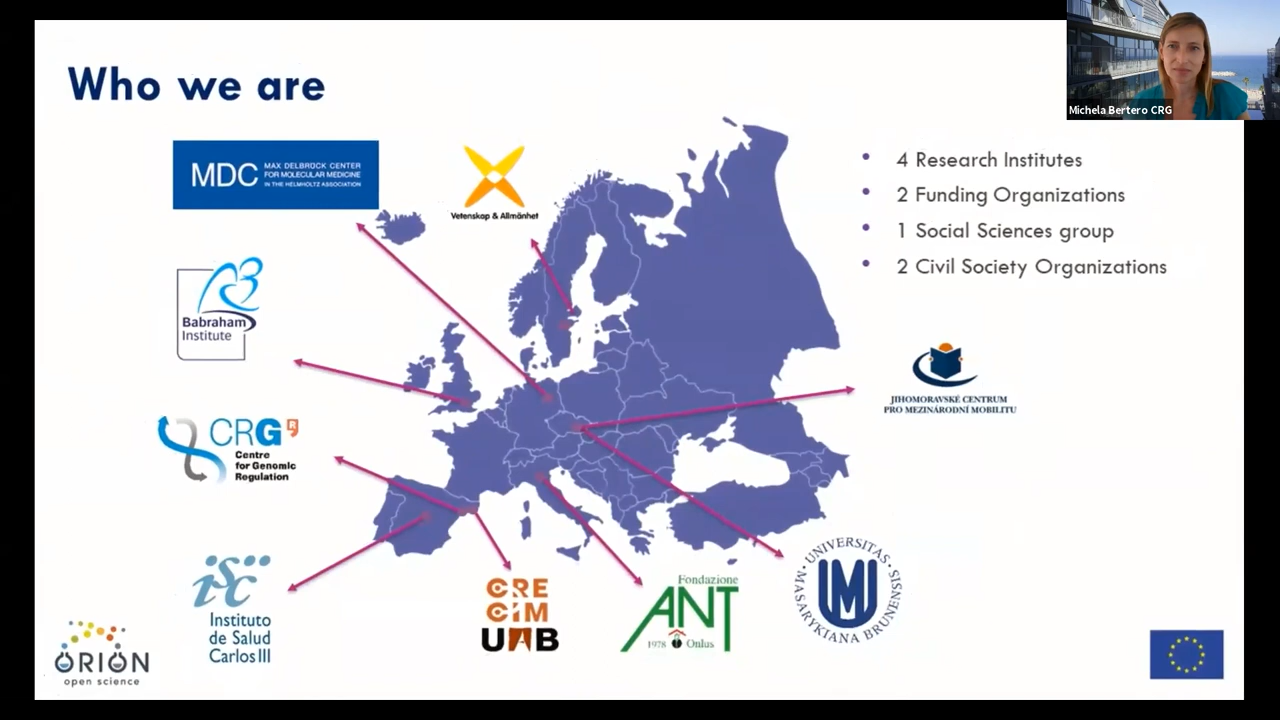 Who we are
Michela Bertero CRG
MDC
MAX DELBRÜCK CENTER
FOR MOLECULAR MEDICINE
IN THE HELMHOLTZ ASSOCIATION
Vetenskap & Allmänhet
4 Research Institutes
2 Funding Organizations
1 Social Sciences group
2 Civil Society Organizations
Babraham
Institute
JIHOMORAVSKÉ CENTRUM
PRO MEZINÁRODNÍ MOBILITU
CRG
Centre
for Genomic
Regulation
isc
Instituto
de Salud
Carlos III
CRE
CIM
UAB
Fondazione
ANT
1978 Onlus
UNIVERSITAS
MASARYKIANA BRUNENSIS
MU
ORION
open science